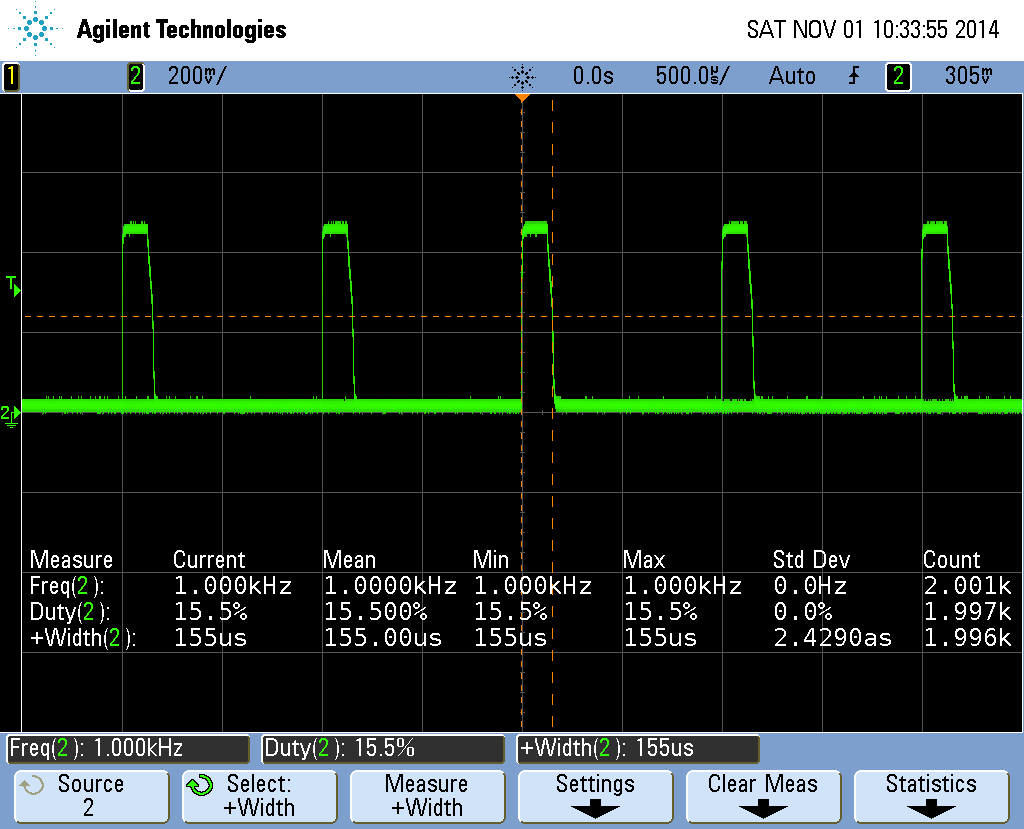 Agilent Technologies SAT NOV 01 10:33:55 2014
1 2 200mV/ 0.0s 500.0us/ Auto 2 305mV
T
2
Measure Current Mean Min Max Std Dev Count
Freq(2): 1.000kHz 1.0000kHz 1.000kHz 1.000kHz 0.0Hz 2.001k
Duty(2): 15.5% 15.500% 15.5% 15.5% 0.0% 1.997k
+Width(2): 155us 155.00us 155us 155us 2.4290as 1.996k
Freq(2): 1.000kHz Duty(2): 15.5% +Width(2): 155us
Source Select: Measure Settings Clear Meas Statistics
2 +Width +Width